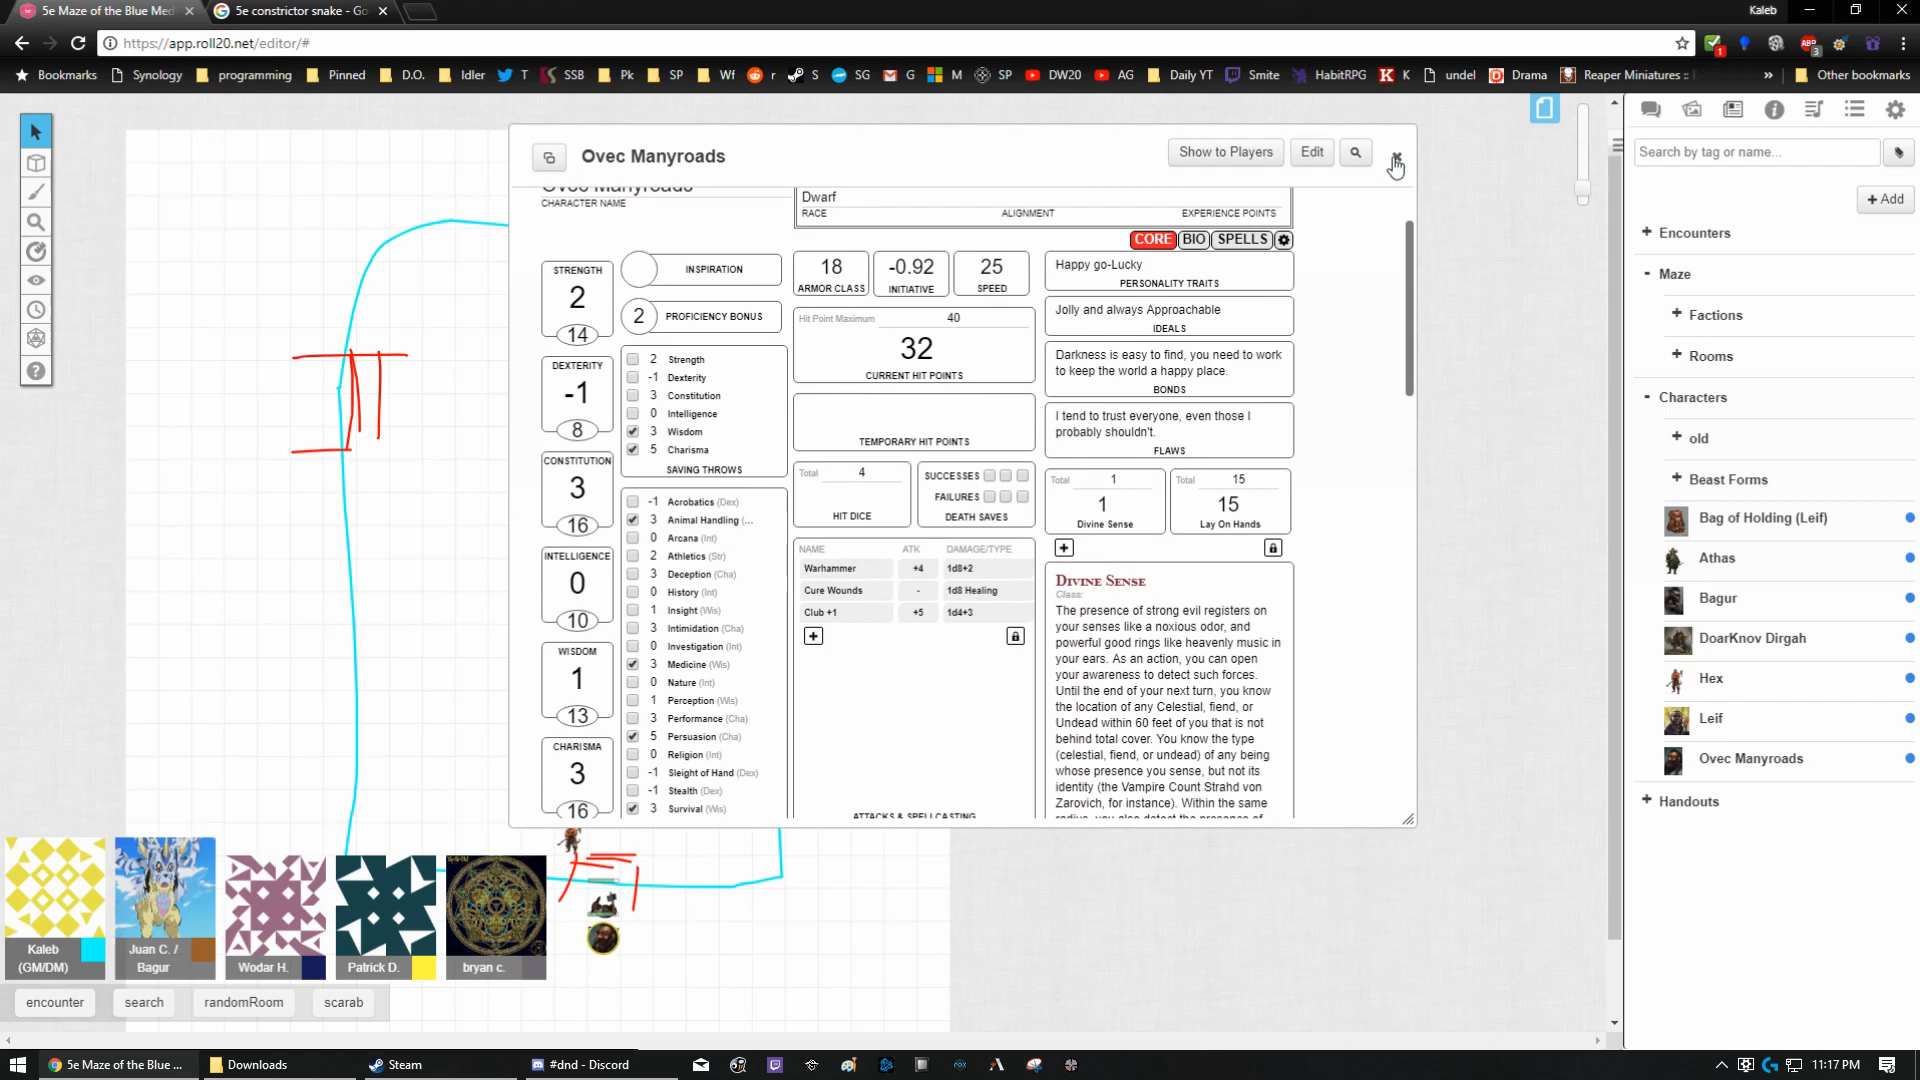 5e Maze of the Blue Med
5e constrictor snake - Go
Kaleb
https://app.roll20.net/editor/#
Bookmarks Synology programming Pinned D.O. Idler T SSB Pk SP Wf r S SG G M SP DW20 AG Daily YT Smite HabitRPG K undel Drama Reaper Miniatures :: » Other bookmarks
Ovec Manyroads
Show to Players Edit
Search by tag or name...
+ Add
Ovec Manyroads
CHARACTER NAME
Dwarf
RACE ALIGNMENT EXPERIENCE POINTS
CORE BIO SPELLS
STRENGTH
2
14
DEXTERITY
-1
8
CONSTITUTION
3
16
INTELLIGENCE
0
10
WISDOM
1
13
CHARISMA
3
16
INSPIRATION
2 PROFICIENCY BONUS
2 Strength
-1 Dexterity
3 Constitution
0 Intelligence
3 Wisdom
5 Charisma
SAVING THROWS
-1 Acrobatics (Dex)
3 Animal Handling (...
0 Arcana (Int)
2 Athletics (Str)
3 Deception (Cha)
0 History (Int)
1 Insight (Wis)
3 Intimidation (Cha)
0 Investigation (Int)
3 Medicine (Wis)
0 Nature (Int)
1 Perception (Wis)
3 Performance (Cha)
5 Persuasion (Cha)
0 Religion (Int)
-1 Sleight of Hand (Dex)
-1 Stealth (Dex)
3 Survival (Wis)
18 -0.92 25
ARMOR CLASS INITIATIVE SPEED
Hit Point Maximum 40
32
CURRENT HIT POINTS
TEMPORARY HIT POINTS
Total 4
HIT DICE
SUCCESSES
FAILURES
DEATH SAVES
NAME ATK DAMAGE/TYPE
Warhammer +4 1d8+2
Cure Wounds - 1d8 Healing
Club +1 +5 1d4+3
ATTACKS & SPELLCASTING
Happy go-Lucky
PERSONALITY TRAITS
Jolly and always Approachable
IDEALS
Darkness is easy to find, you need to work
to keep the world a happy place.
BONDS
I tend to trust everyone, even those I
probably shouldn't.
FLAWS
Total 1
1
Divine Sense
Total 15
15
Lay On Hands
DIVINE SENSE
Class:
The presence of strong evil registers on
your senses like a noxious odor, and
powerful good rings like heavenly music in
your ears. As an action, you can open
your awareness to detect such forces.
Until the end of your next turn, you know
the location of any Celestial, fiend, or
Undead within 60 feet of you that is not
behind total cover. You know the type
(celestial, fiend, or undead) of any being
whose presence you sense, but not its
identity (the Vampire Count Strahd von
Zarovich, for instance). Within the same
radius, you also detect the presence of
+ Encounters
- Maze
+ Factions
+ Rooms
- Characters
+ old
+ Beast Forms
Bag of Holding (Leif)
Athas
Bagur
DoarKnov Dirgah
Hex
Leif
Ovec Manyroads
+ Handouts
Kaleb
(GM/DM)
Juan C. /
Bagur
Wodar H.
Patrick D.
bryan c.
encounter search randomRoom scarab
5e Maze of the Blue ... Downloads Steam #dnd - Discord 11:17 PM